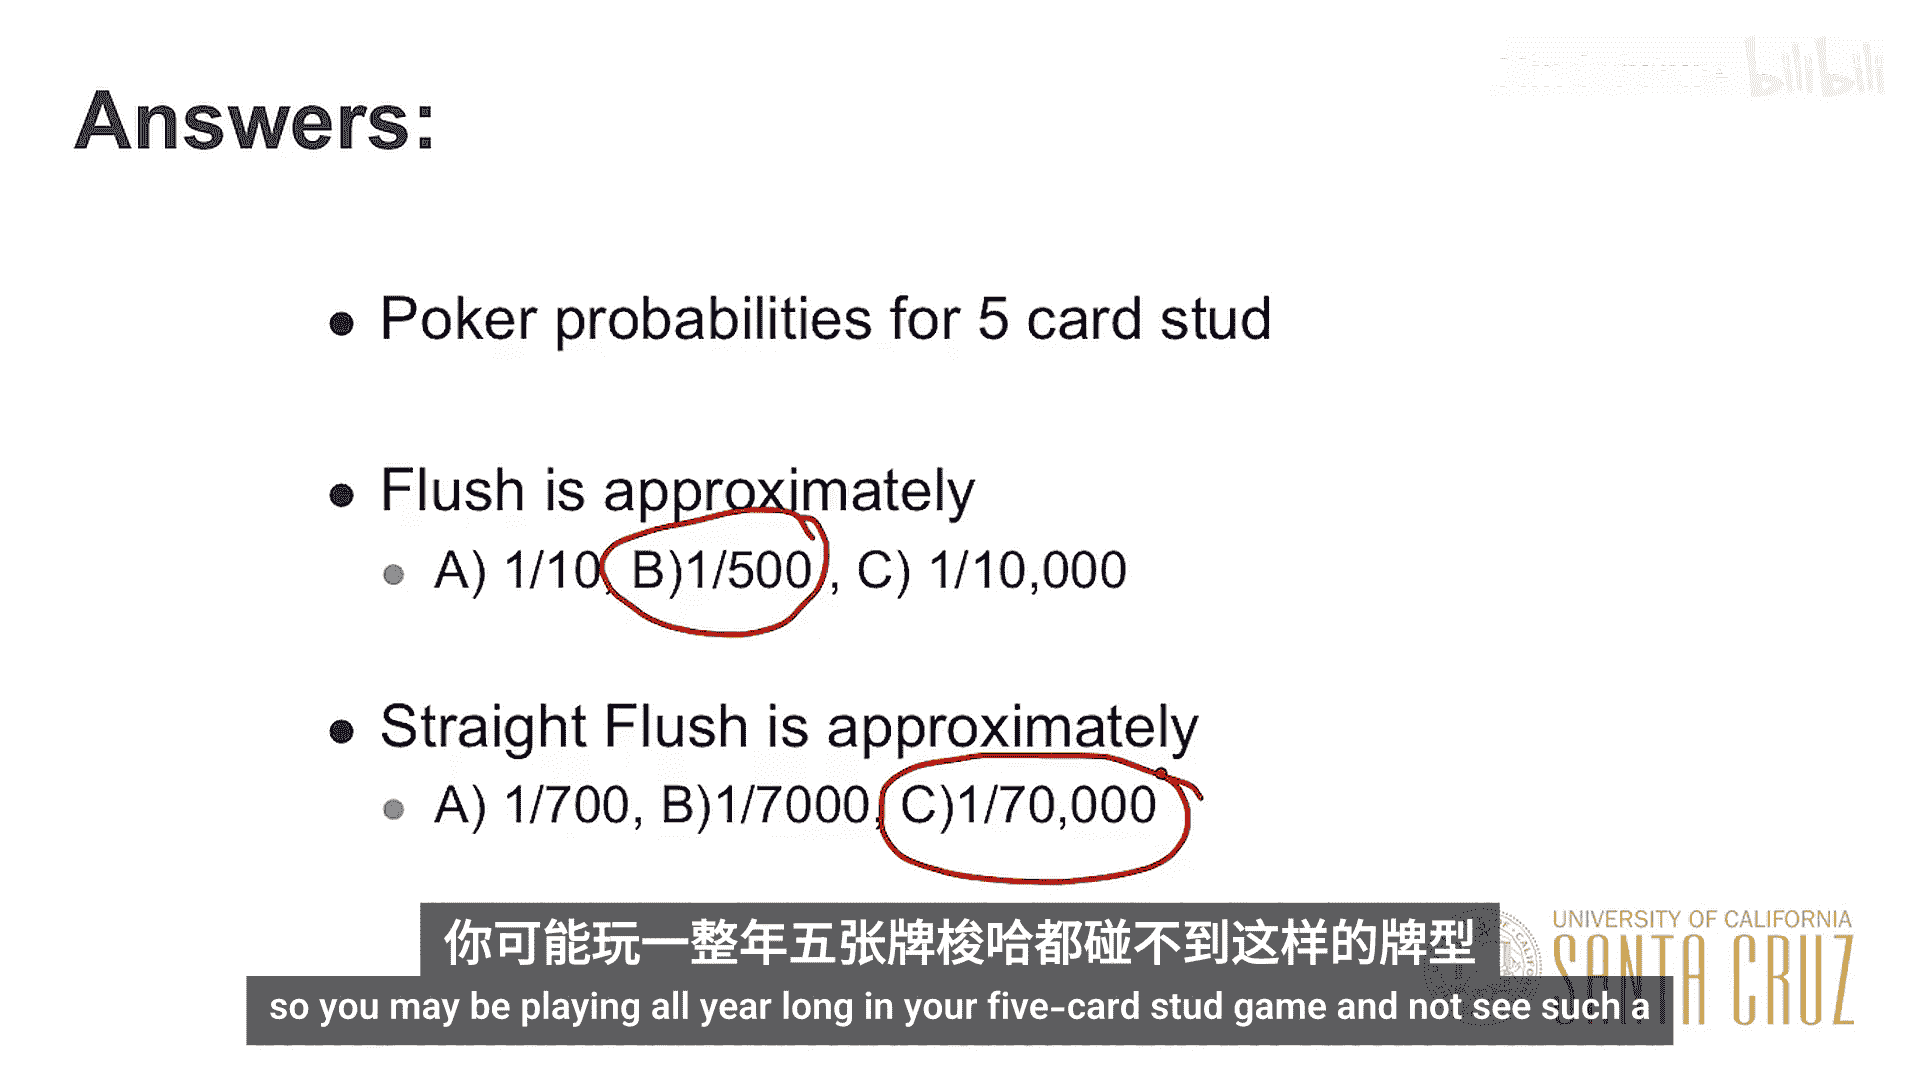 bilibili
Answers:
Poker probabilities for 5 card stud
Flush is approximately
A) 1/10, B)1/500 , C) 1/10,000
Straight Flush is approximately
A) 1/700, B)1/7000, C)1/70,000
你可能玩一整年五张牌梭哈都碰不到这样的牌型
so you may be playing all year long in your five-card stud game and not see such a
UNIVERSITY OF CALIFORNIA
SANTA CRUZ